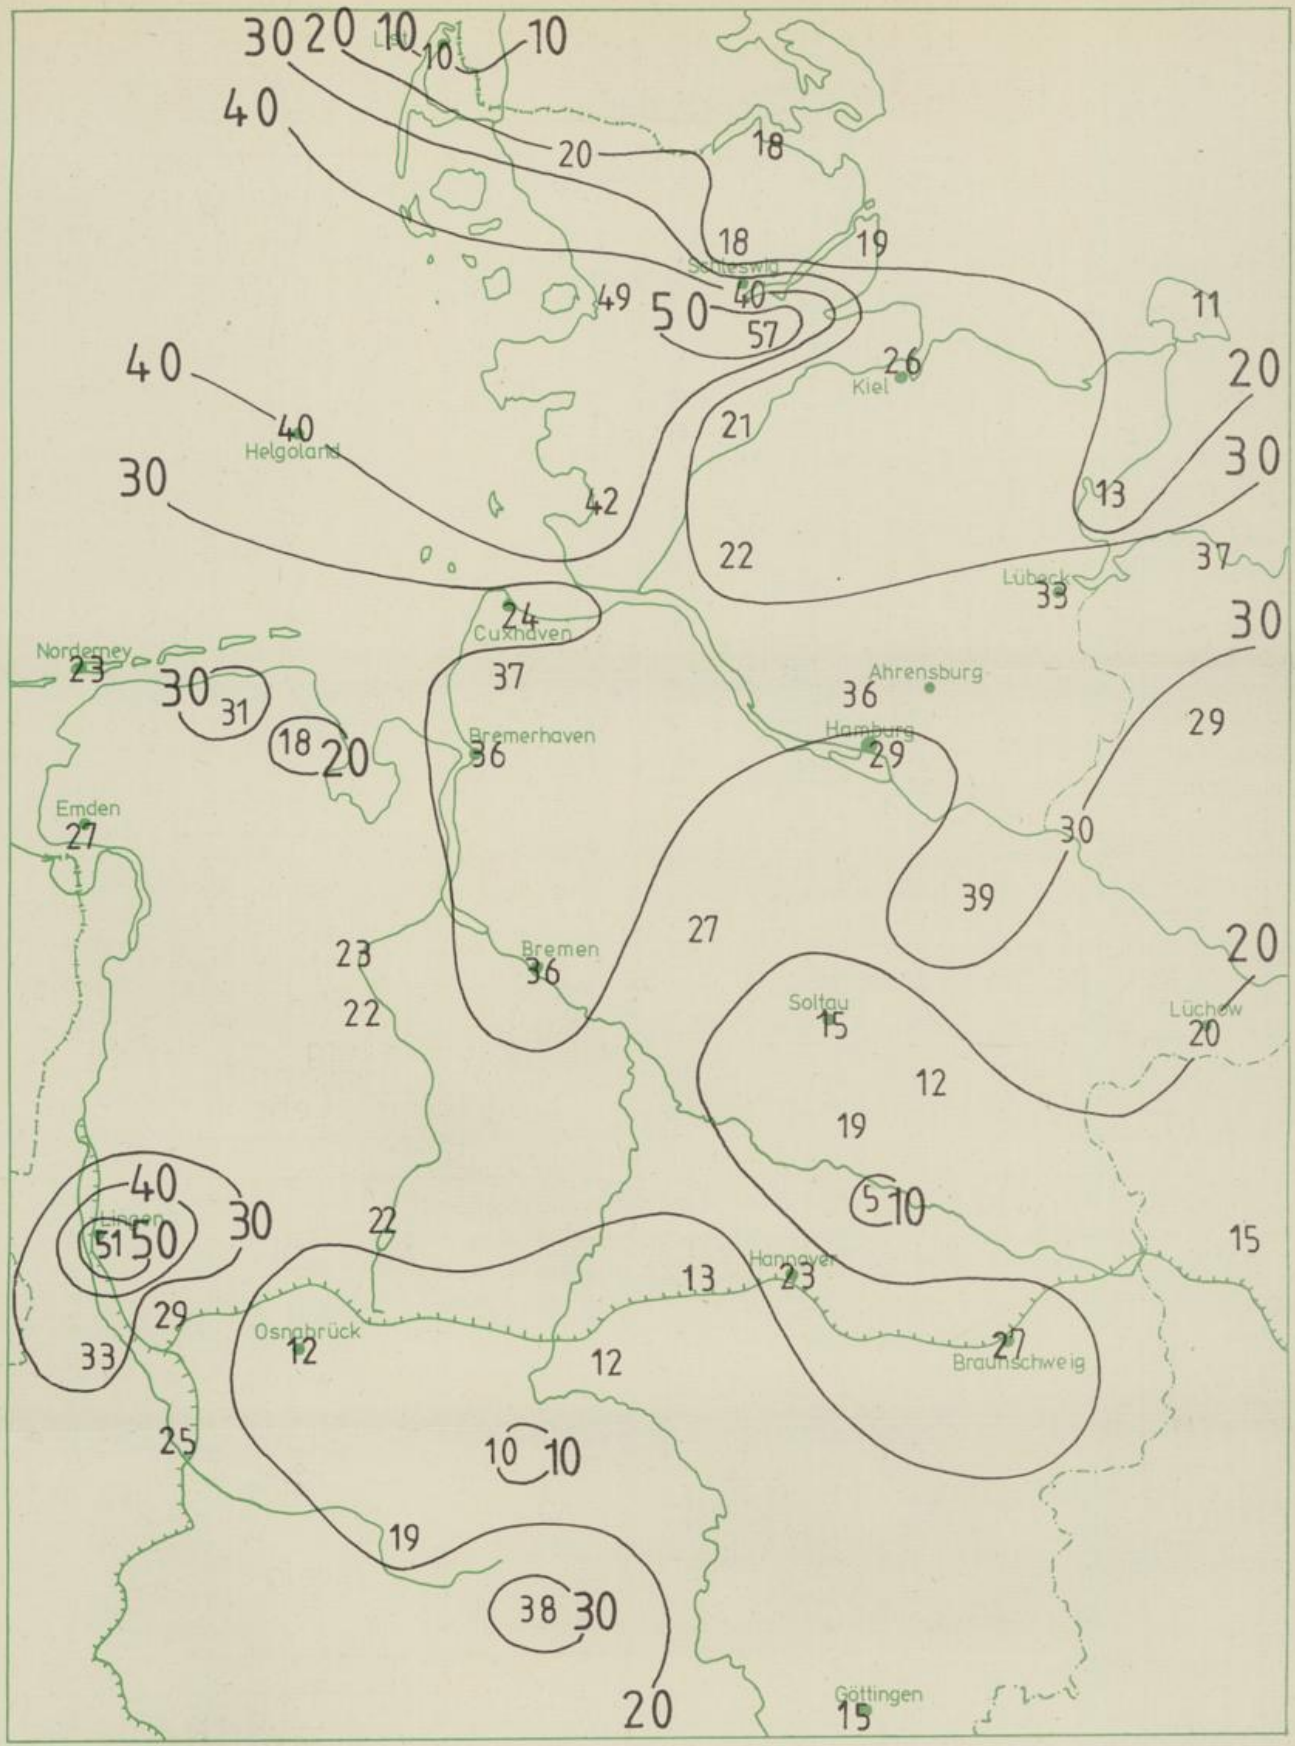 30 20 10 10
List
10
40
18
20
18 19
Schleswig
40
49 50 11
57
40 26 20
Kiel
21
40
Helgoland
30 30
13
42
22 37
Lübeck
33
24
Cuxhaven
30
Norderney
23
37
30
31
Ahrensburg
36
29
18 20
Bremerhaven
36
Hamburg
29
Emden
27
30
39
27
23
Bremen
36
20
22
Soltau
15
Lüchow
20
12
19
40
5 10
30
22
Lingen
51 50
15
Hannover
23
13
29
Osnabrück
12
33
12
27
Braunschweig
25
10 10
19
38 30
20
Göttingen
15